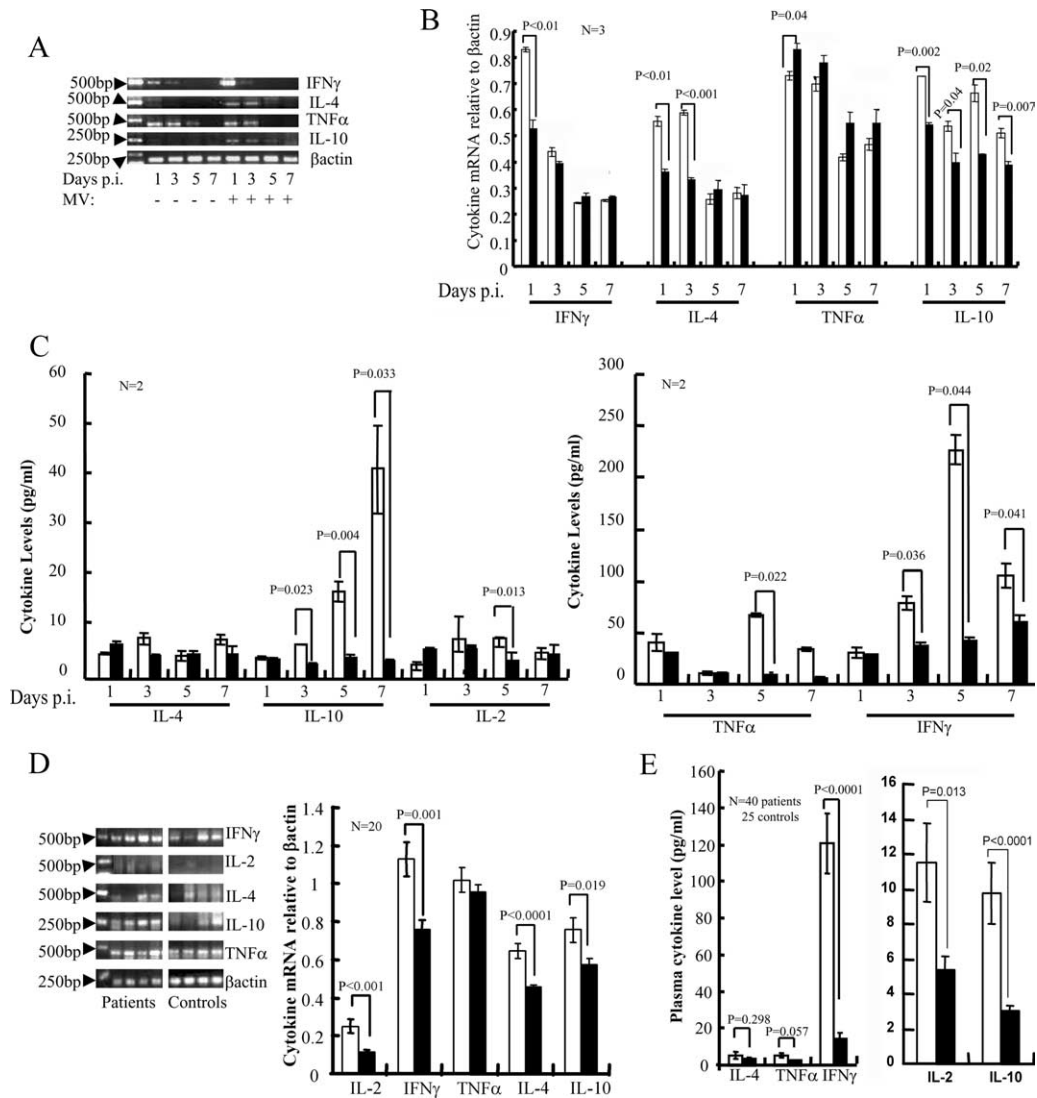 A
500bp IFNγ
500bp IL-4
500bp TNFα
250bp IL-10
250bp βactin
Days p.i. 1 3 5 7 1 3 5 7
MV: - - - - + + + +
B
Cytokine mRNA relative to βactin
0.9
0.8
0.7
0.6
0.5
0.4
0.3
0.2
0.1
0
N=3
P<0.01
P<0.01
P<0.001
P=0.04
P=0.002
P=0.04
P=0.02
P=0.007
Days p.i. 1 3 5 7 1 3 5 7 1 3 5 7 1 3 5 7
IFNγ IL-4 TNFα IL-10
C
Cytokine Levels (pg/ml)
60
50
40
30
20
10
0
N=2
P=0.023
P=0.004
P=0.033
P=0.013
Days p.i. 1 3 5 7 1 3 5 7 1 3 5 7
IL-4 IL-10 IL-2
Cytokine Levels (pg/ml)
300
250
200
150
100
50
0
N=2
P=0.022
P=0.036
P=0.044
P=0.041
1 3 5 7 1 3 5 7
TNFα IFNγ
D
500bp IFNγ
500bp IL-2
500bp IL-4
250bp IL-10
500bp TNFα
250bp βactin
Patients Controls
Cytokine mRNA relative to βactin
1.4
1.2
1
0.8
0.6
0.4
0.2
0
N=20
P<0.001
P=0.001
P<0.0001
P=0.019
IL-2 IFNγ TNFα IL-4 IL-10
E
Plasma cytokine level (pg/ml)
160
140
120
100
80
60
40
20
0
N=40 patients
25 controls
P<0.0001
P=0.298
P=0.057
IL-4 TNFα IFNγ
16
14
12
10
8
6
4
2
0
P=0.013
P<0.0001
IL-2 IL-10